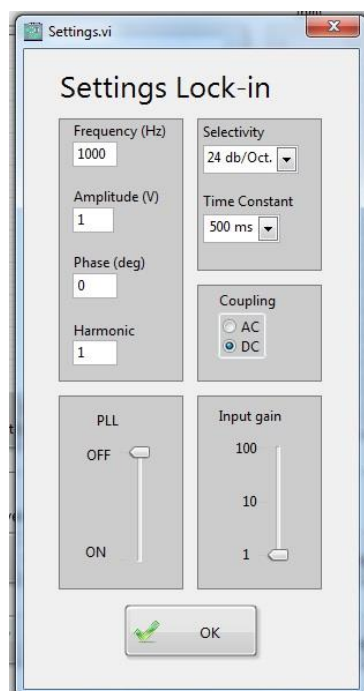 Settings.vi
Settings Lock-in
Frequency (Hz)
1000
Amplitude (V)
1
Phase (deg)
0
Harmonic
1
Selectivity
24 db/Oct.
Time Constant
500 ms
Coupling
AC
DC
PLL
OFF
ON
Input gain
100
10
1
OK